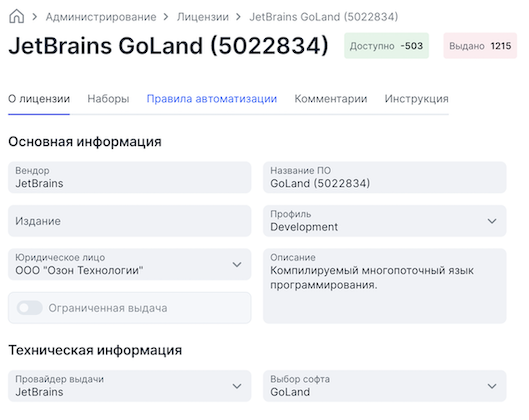 Администрирование > Лицензии > JetBrains GoLand (5022834)
JetBrains GoLand (5022834) Доступно -503 Выдано 1215
О лицензии Наборы Правила автоматизации Комментарии Инструкция
Основная информация
Вендор
JetBrains
Название ПО
GoLand (5022834)
Издание
Профиль
Development
Юридическое лицо
ООО "Озон Технологии"
Описание
Компилируемый многопоточный язык
программирования.
Ограниченная выдача
Техническая информация
Провайдер выдачи
JetBrains
Выбор софта
GoLand